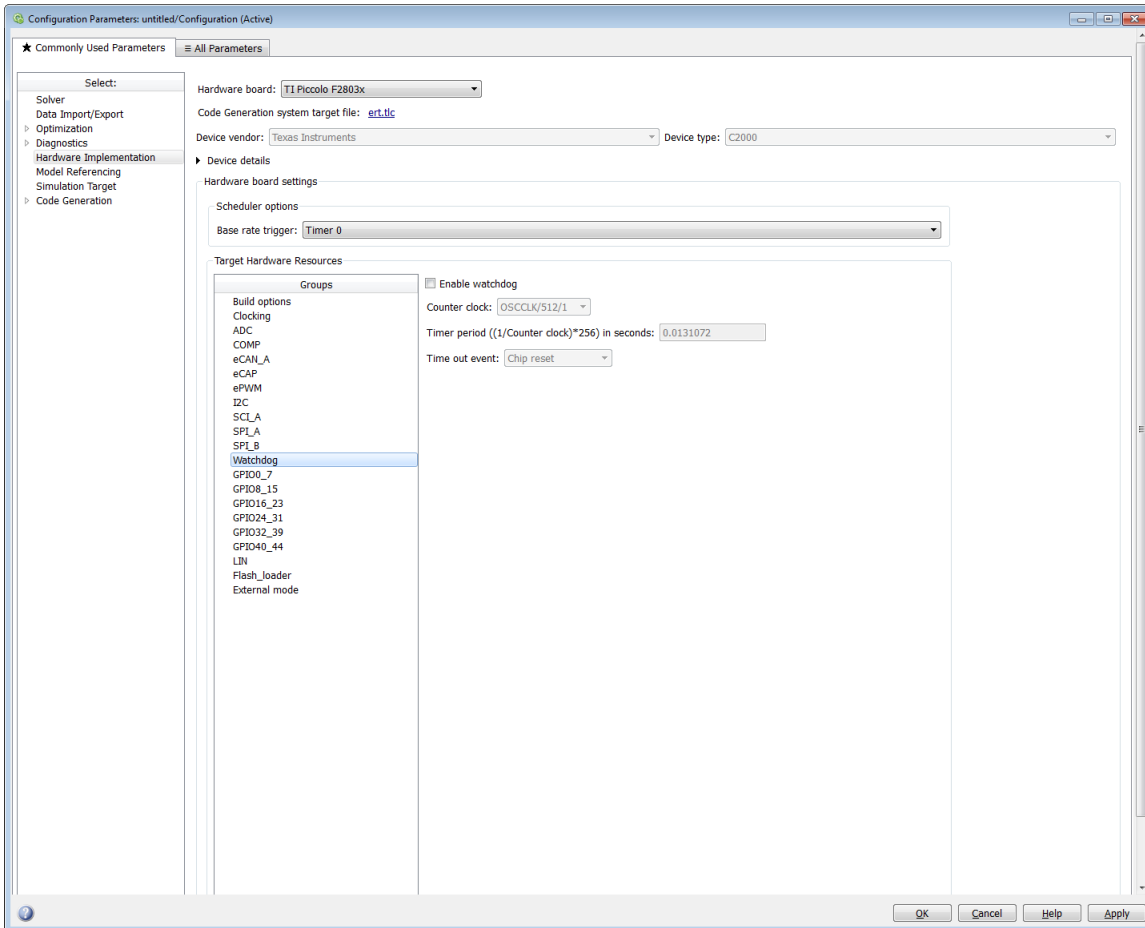 Configuration Parameters: untitled/Configuration (Active)
★ Commonly Used Parameters
≡ All Parameters
Select:
Solver
Data Import/Export
Optimization
Diagnostics
Hardware Implementation
Model Referencing
Simulation Target
Code Generation
Hardware board: TI Piccolo F2803x
Code Generation system target file: ert.tlc
Device vendor: Texas Instruments Device type: C2000
Device details
Hardware board settings
Scheduler options
Base rate trigger: Timer 0
Target Hardware Resources
Groups
Build options
Clocking
ADC
COMP
eCAN_A
eCAP
ePWM
I2C
SCI_A
SPI_A
SPI_B
Watchdog
GPIO0_7
GPIO8_15
GPIO16_23
GPIO24_31
GPIO32_39
GPIO40_44
LIN
Flash_loader
External mode
Enable watchdog
Counter clock: OSCCLK/512/1
Timer period ((1/Counter clock)*256) in seconds: 0.0131072
Time out event: Chip reset
OK Cancel Help Apply